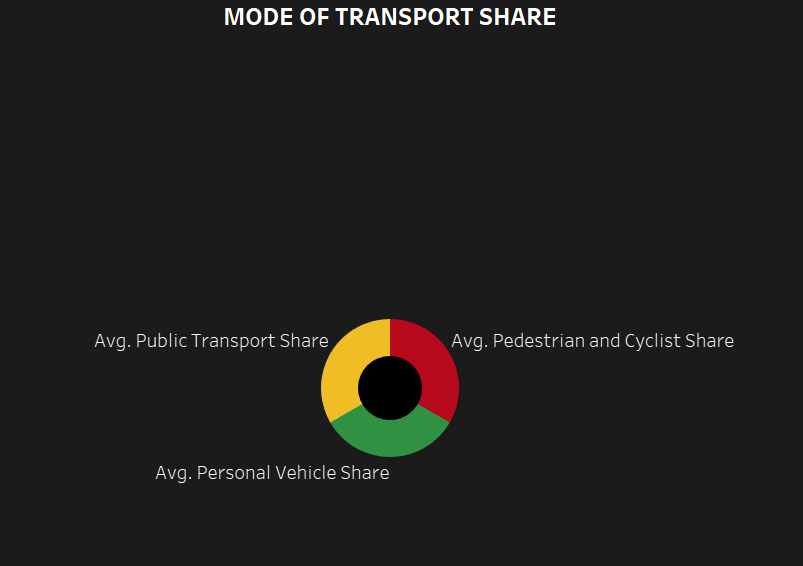 MODE OF TRANSPORT SHARE
Avg. Public Transport Share
Avg. Pedestrian and Cyclist Share
Avg. Personal Vehicle Share